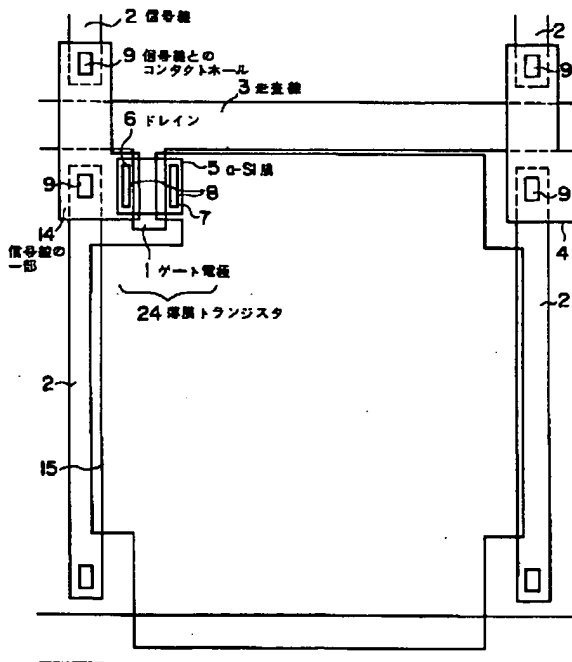 2 信号線
2
9 信号線との
コンタクトホール
9
3 走査線
6 ドレイン
5 α-Si膜
9
8
7
9
14
信号線の
一部
4
1 ゲート電極
2
24 薄膜トランジスタ
2
15